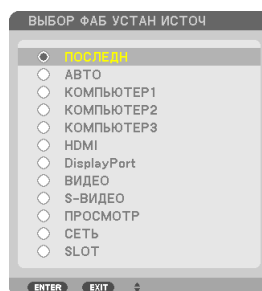 ВЫБОР ФАБ УСТАН ИСТОЧ
ПОСЛЕДН
АВТО
КОМПЬЮТЕР1
КОМПЬЮТЕР2
КОМПЬЮТЕР3
HDMI
DisplayPort
ВИДЕО
S-ВИДЕО
ПРОСМОТР
СЕТЬ
SLOT
ENTER EXIT